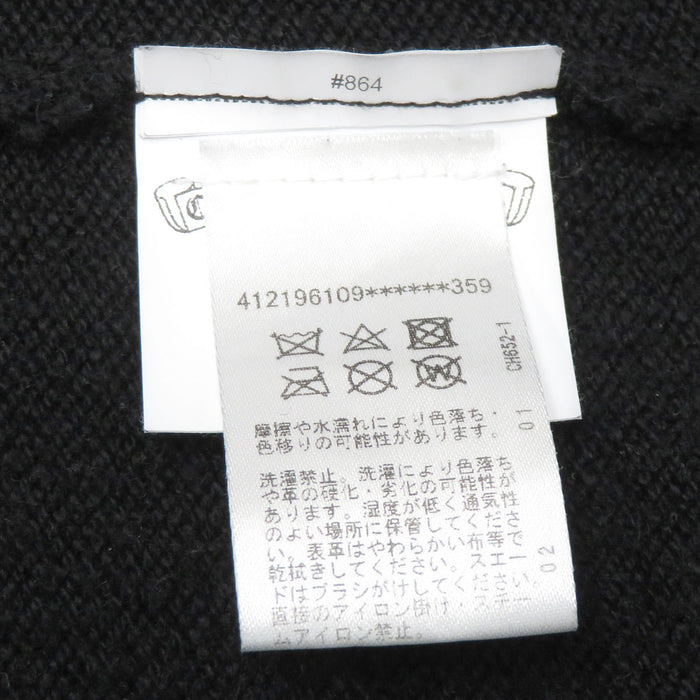 #864
412196109******359
CH652-1
摩擦や水濡れにより色落ち・
色移りの可能性があります。
01
洗濯禁止。洗濯により色落ち
や革の硬化・劣化の可能性が
あります。湿度が低く通気性
のよい場所に保管してくださ
い。表革はやわらかい布等で
乾拭きしてください。スエー
ドはブラシがけしてください。
直接のアイロン掛け・スチー
ムアイロン禁止。
02